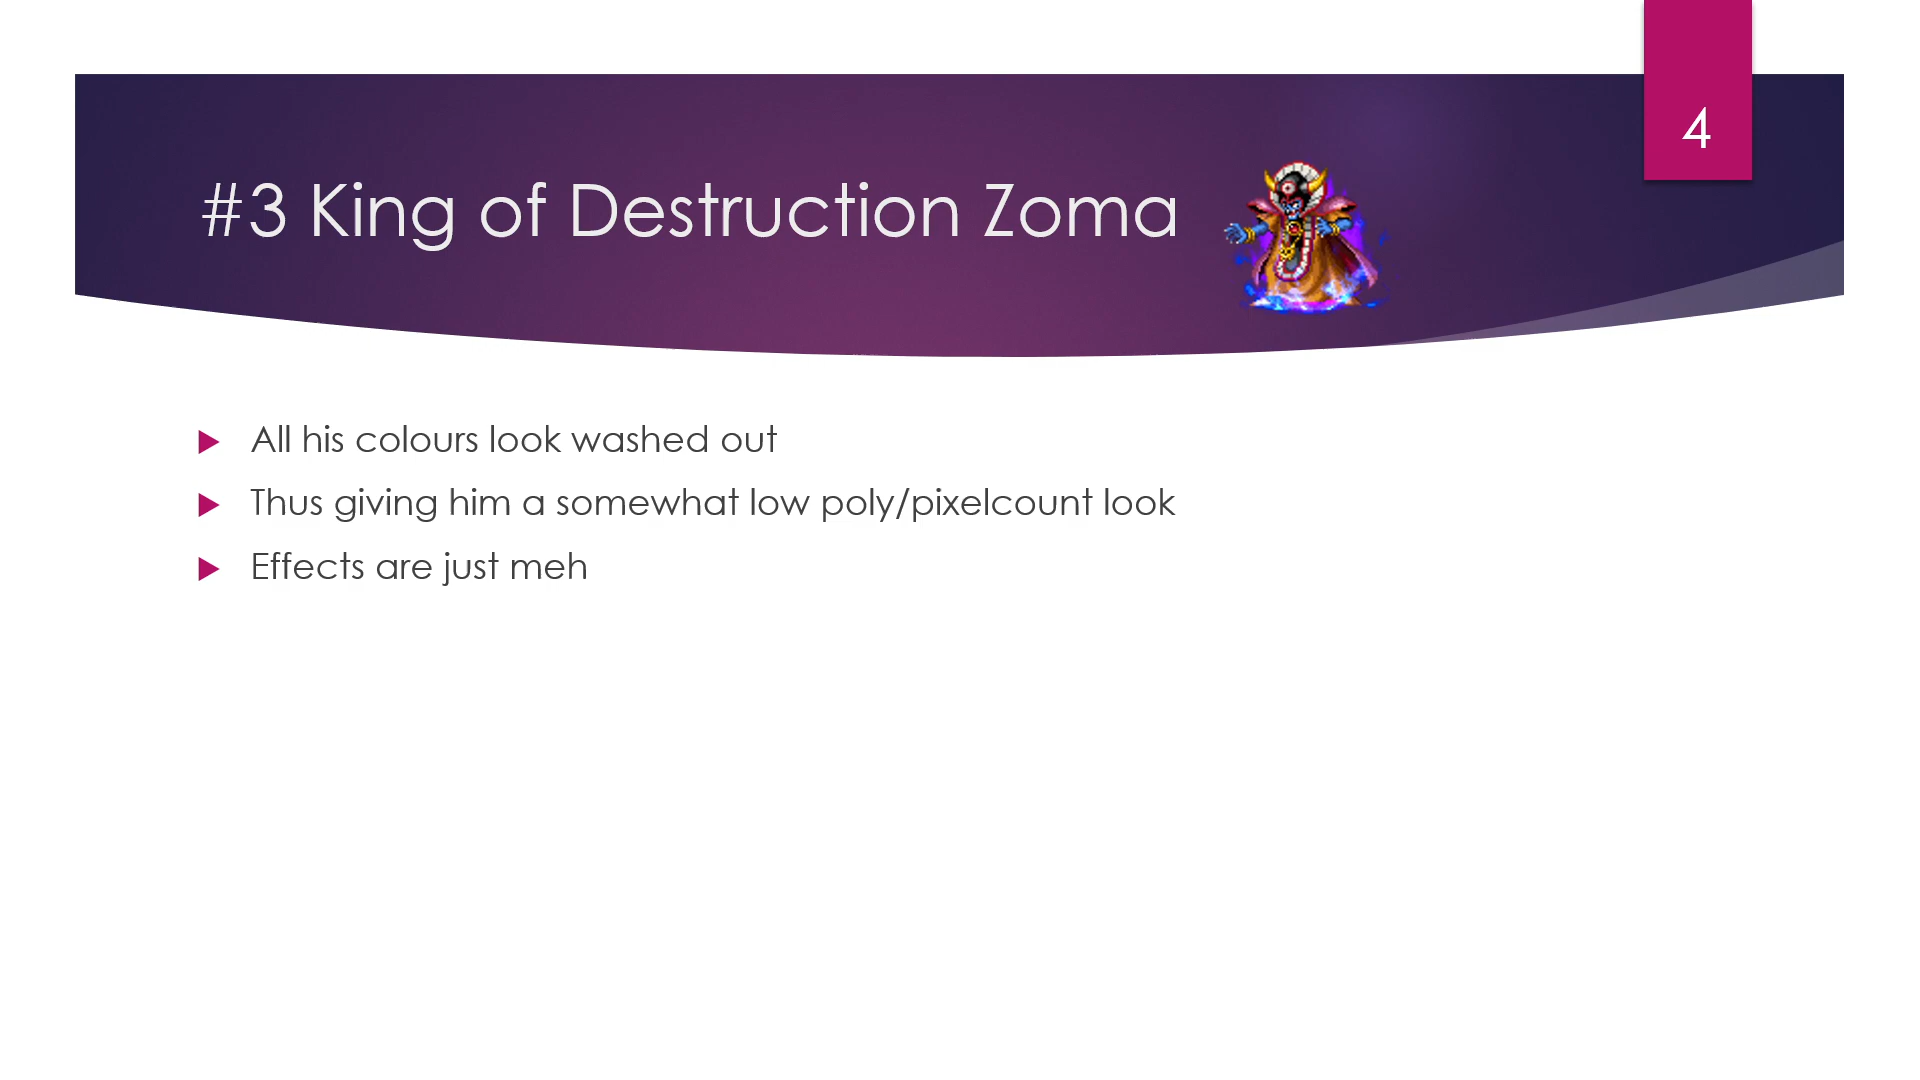 4
#3 King of Destruction Zoma
All his colours look washed out
Thus giving him a somewhat low poly/pixelcount look
Effects are just meh